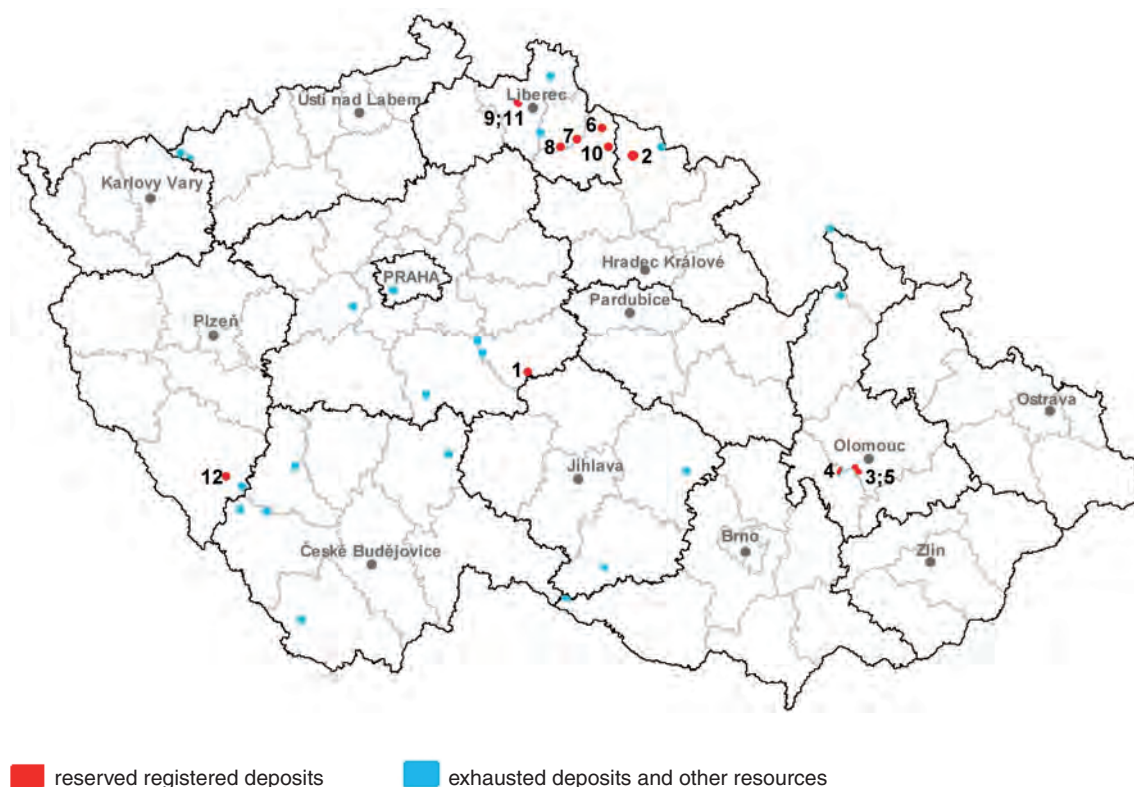 Liberec
Ústí nad Labem
9;11
6
7
8
10
2
Karlovy Vary
Hradec Králové
PRAHA
Pardubice
Plzeň
1
Ostrava
Olomouc
4
3;5
12
Jihlava
Brno
České Budějovice
Zlín
reserved registered deposits
exhausted deposits and other resources